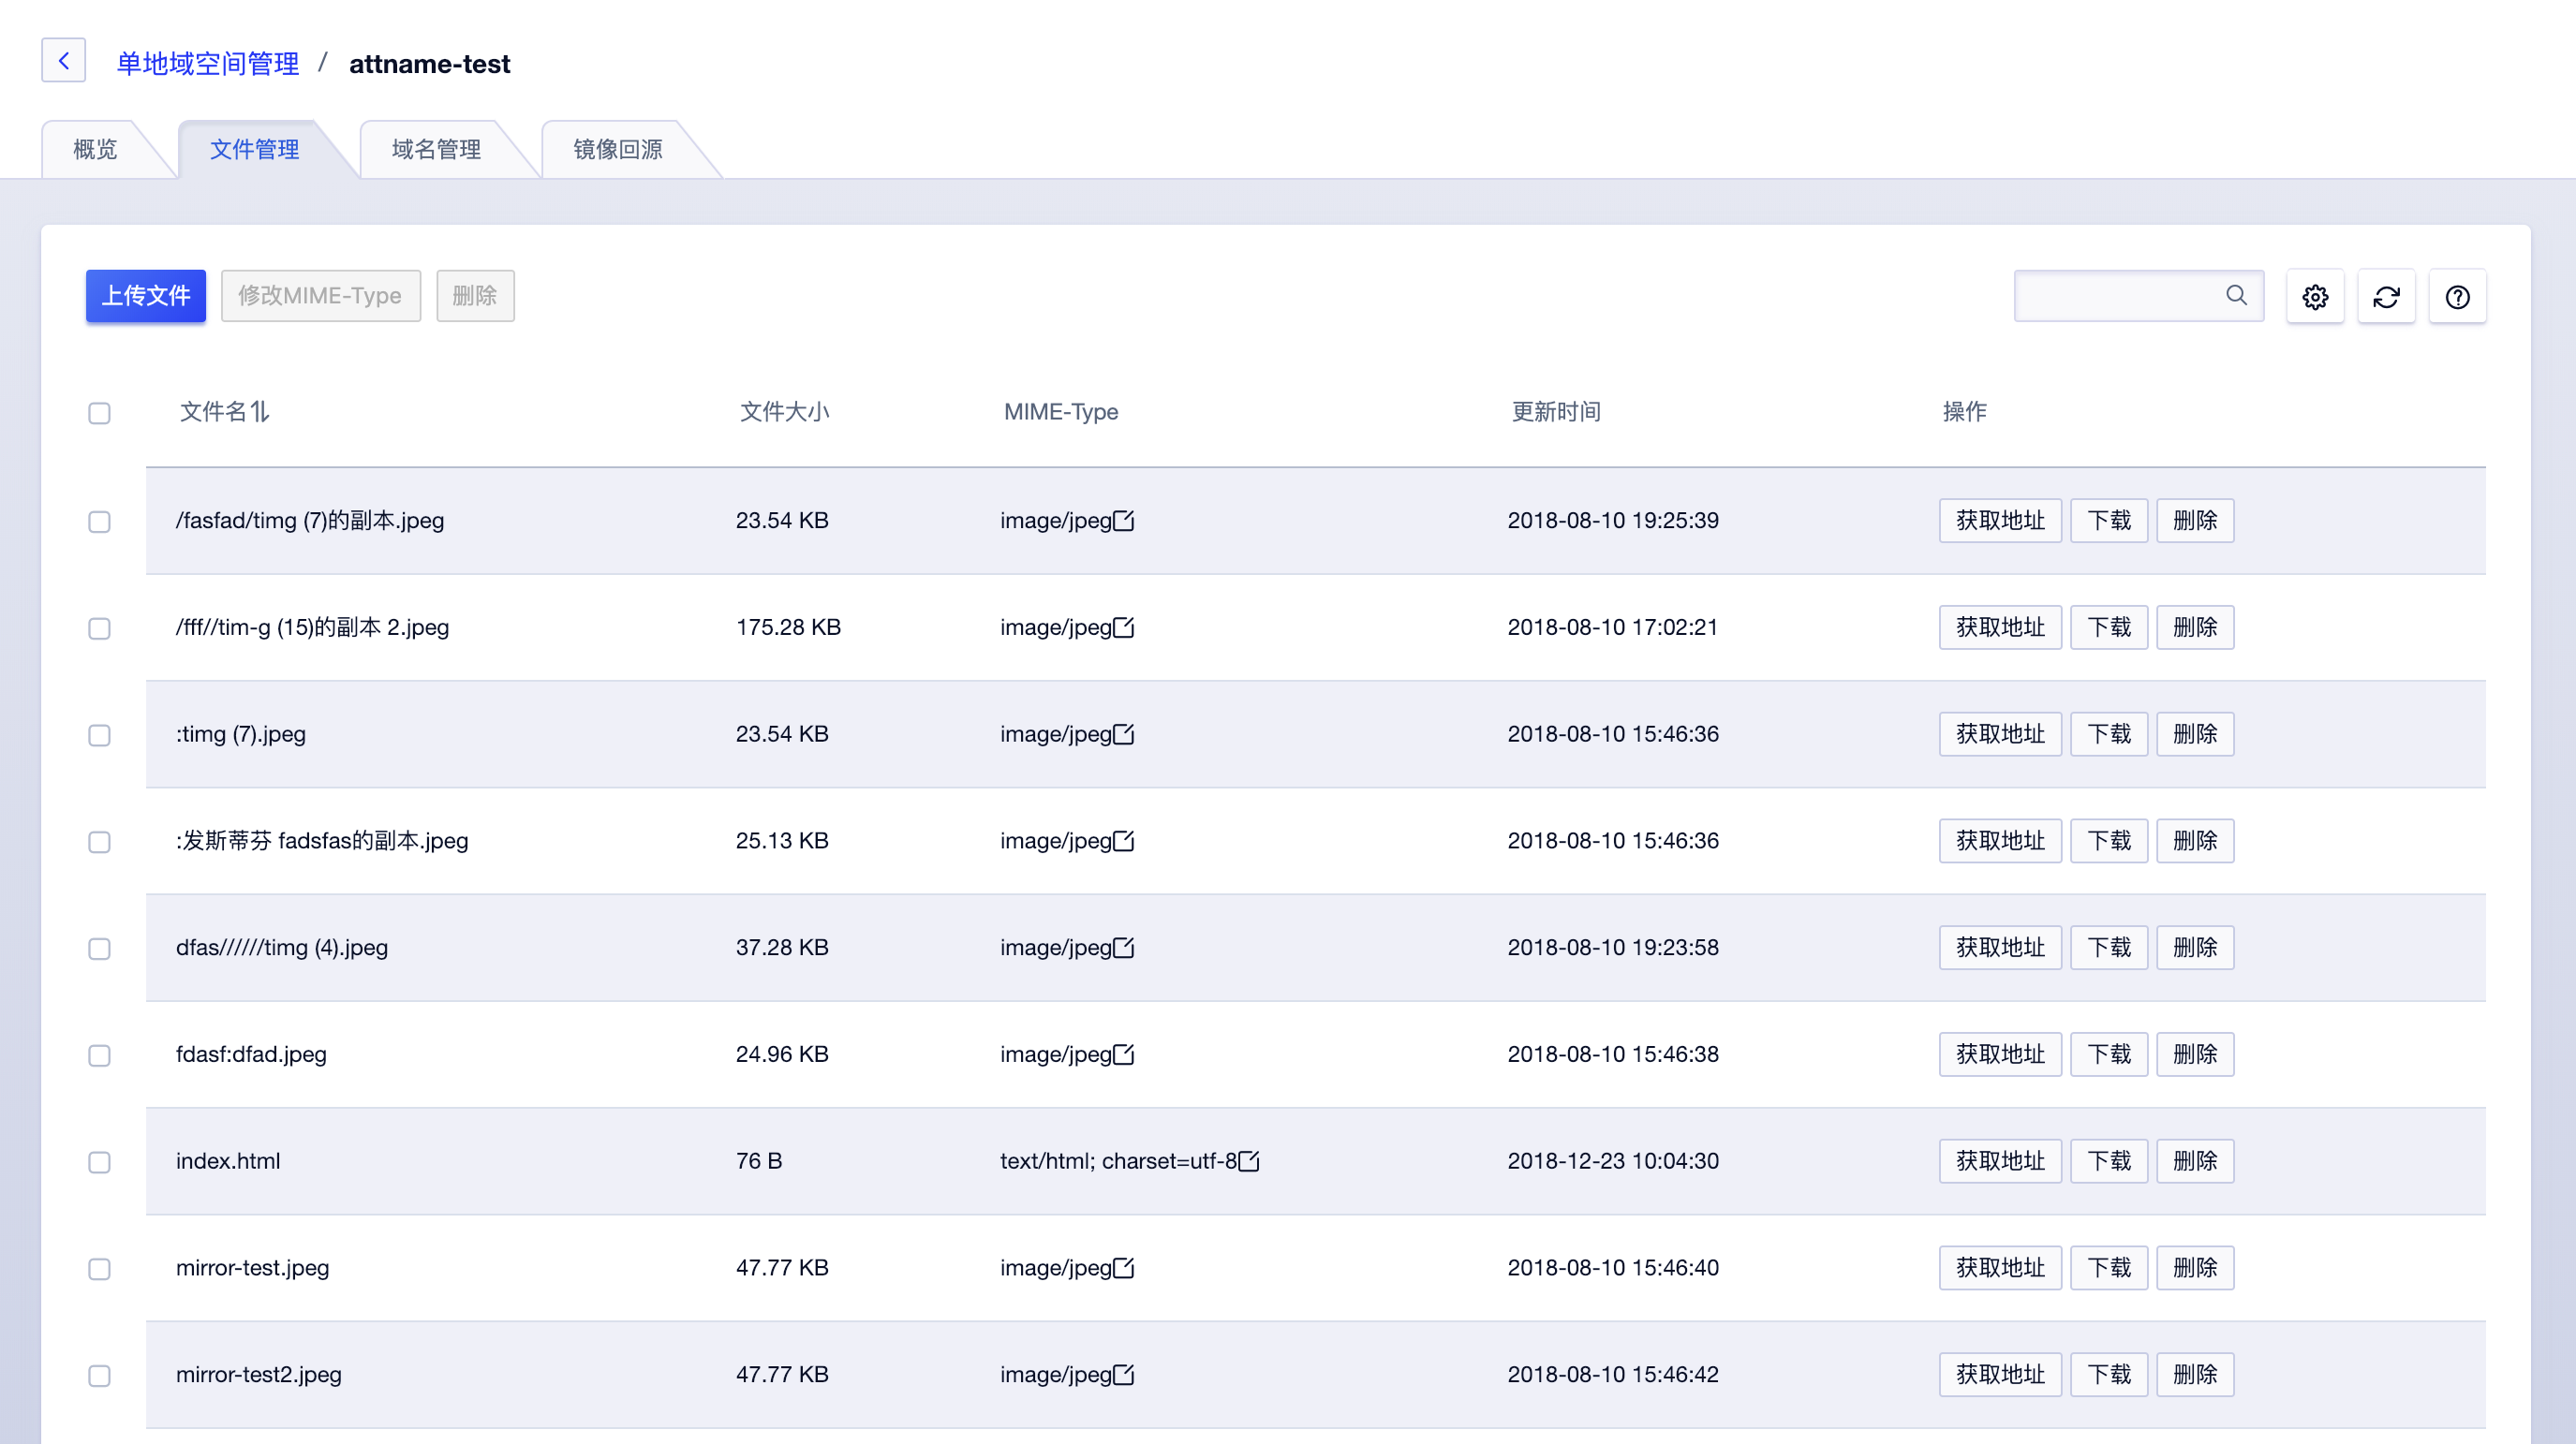 单地域空间管理 / attname-test
概览 文件管理 域名管理 镜像回源
上传文件 修改MIME-Type 删除
文件名 文件大小 MIME-Type 更新时间 操作
/fasfad/timg (7)的副本.jpeg 23.54 KB image/jpeg 2018-08-10 19:25:39 获取地址 下载 删除
/fff//tim-g (15)的副本 2.jpeg 175.28 KB image/jpeg 2018-08-10 17:02:21 获取地址 下载 删除
:timg (7).jpeg 23.54 KB image/jpeg 2018-08-10 15:46:36 获取地址 下载 删除
:发斯蒂芬 fadsfas的副本.jpeg 25.13 KB image/jpeg 2018-08-10 15:46:36 获取地址 下载 删除
dfas//////timg (4).jpeg 37.28 KB image/jpeg 2018-08-10 19:23:58 获取地址 下载 删除
fdasf:dfad.jpeg 24.96 KB image/jpeg 2018-08-10 15:46:38 获取地址 下载 删除
index.html 76 B text/html; charset=utf-8 2018-12-23 10:04:30 获取地址 下载 删除
mirror-test.jpeg 47.77 KB image/jpeg 2018-08-10 15:46:40 获取地址 下载 删除
mirror-test2.jpeg 47.77 KB image/jpeg 2018-08-10 15:46:42 获取地址 下载 删除